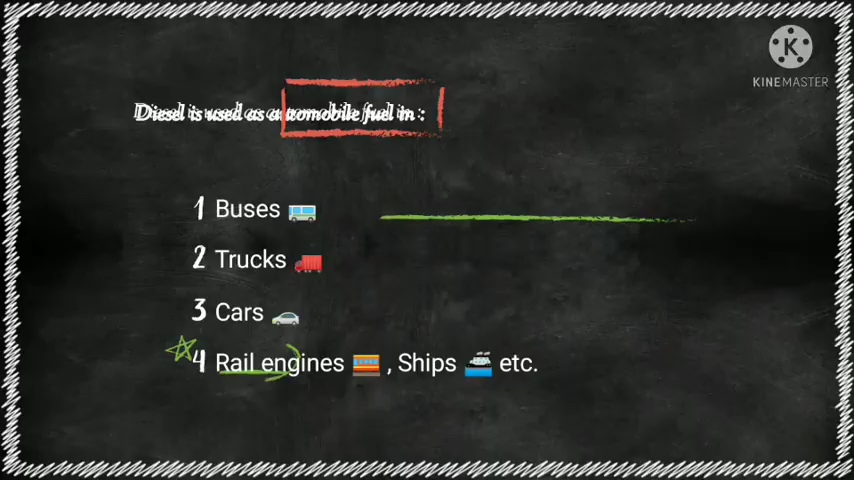 KINEMASTER
Diesel is used as automobile fuel in :
1 Buses
2 Trucks
3 Cars
4 Rail engines , Ships etc.